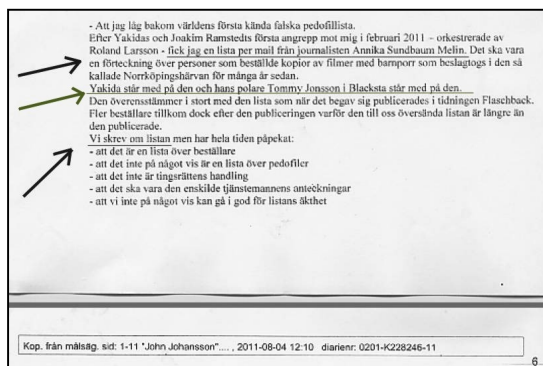 - Att jag låg bakom världens första kända falska pedofillista.
Efter Yakidas och Joakim Ramstedts första angrepp mot mig i februari 2011 – orkestrerade av
Roland Larsson - fick jag en lista per mail från journalisten Annika Sundbaum Melin. Det ska vara
en förteckning över personer som beställde kopior av filmer med barnporr som beslagtogs i den så
kallade Norrköpingshärvan för många år sedan.
Yakida står med på den och hans polare Tommy Jonsson i Blacksta står med på den.
Den överensstämmer i stort med den lista som när det begav sig publicerades i tidningen Flaschback.
Fler beställare tillkom dock efter den publiceringen varför den till oss översända listan är längre än
den publicerade.
Vi skrev om listan men har hela tiden påpekat:
- att det är en lista över beställare
- att det inte på något vis är en lista över pedofiler
- att det inte är tingsrättens handling
- att det ska vara den enskilde tjänstemannens anteckningar
- att vi inte på något vis kan gå i god för listans äkthet
Kop. från målsäg. sid: 1-11 "John Johansson"...., 2011-08-04 12:10 diarienr: 0201-K228246-11
6